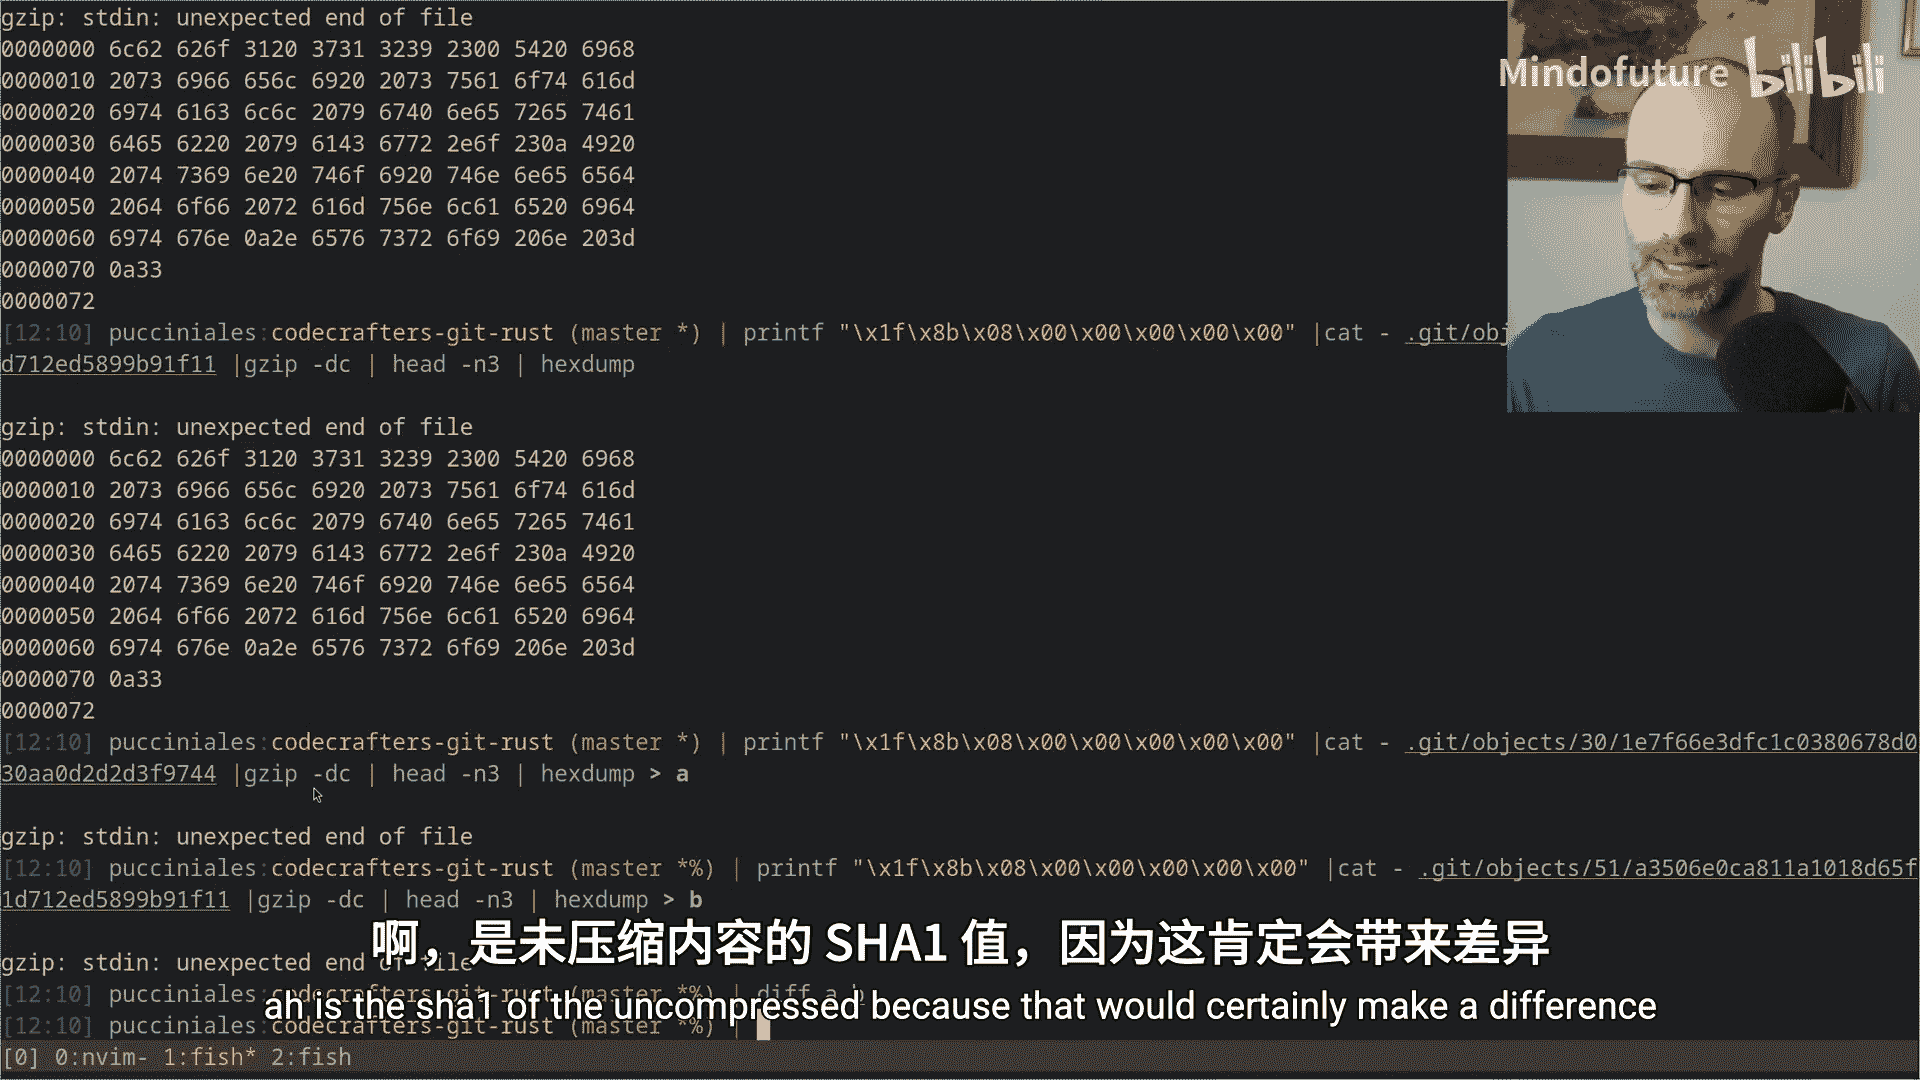 gzip: stdin: unexpected end of file
0000000 6c62 626f 3120 3731 3239 2300 5420 6968
0000010 2073 6966 656c 6920 2073 7561 6f74 616d
0000020 6974 6163 6c6c 2079 6740 6e65 7265 7461
0000030 6465 6220 2079 6143 6772 2e6f 230a 4920
0000040 2074 7369 6e20 746f 6920 746e 6e65 6564
0000050 2064 6f66 2072 616d 756e 6c61 6520 6964
0000060 6974 676e 0a2e 6576 7372 6f69 206e 203d
0000070 0a33
0000072
[12:10] pucciniales:codecrafters-git-rust (master *) | printf "\x1f\x8b\x08\x00\x00\x00\x00\x00" |cat - .git/obj
d712ed5899b91f11 |gzip -dc | head -n3 | hexdump
gzip: stdin: unexpected end of file
0000000 6c62 626f 3120 3731 3239 2300 5420 6968
0000010 2073 6966 656c 6920 2073 7561 6f74 616d
0000020 6974 6163 6c6c 2079 6740 6e65 7265 7461
0000030 6465 6220 2079 6143 6772 2e6f 230a 4920
0000040 2074 7369 6e20 746f 6920 746e 6e65 6564
0000050 2064 6f66 2072 616d 756e 6c61 6520 6964
0000060 6974 676e 0a2e 6576 7372 6f69 206e 203d
0000070 0a33
0000072
[12:10] pucciniales:codecrafters-git-rust (master *) | printf "\x1f\x8b\x08\x00\x00\x00\x00\x00" |cat - .git/objects/30/1e7f66e3dfc1c0380678d0
30aa0d2d2d3f9744 |gzip -dc | head -n3 | hexdump > a
gzip: stdin: unexpected end of file
[12:10] pucciniales:codecrafters-git-rust (master *%) | printf "\x1f\x8b\x08\x00\x00\x00\x00\x00" |cat - .git/objects/51/a3506e0ca811a1018d65f
1d712ed5899b91f11 |gzip -dc | head -n3 | hexdump > b
gzip: stdin: unexpected end of file
[12:10] pucciniales:codecrafters-git-rust (master *%) | diff a b
[12:10] pucciniales:codecrafters-git-rust (master *%) |
[0] 0:nvim- 1:fish* 2:fish
Mindofuture bilibili
啊，是未压缩内容的 SHA1 值，因为这肯定会带来差异
ah is the sha1 of the uncompressed because that would certainly make a difference